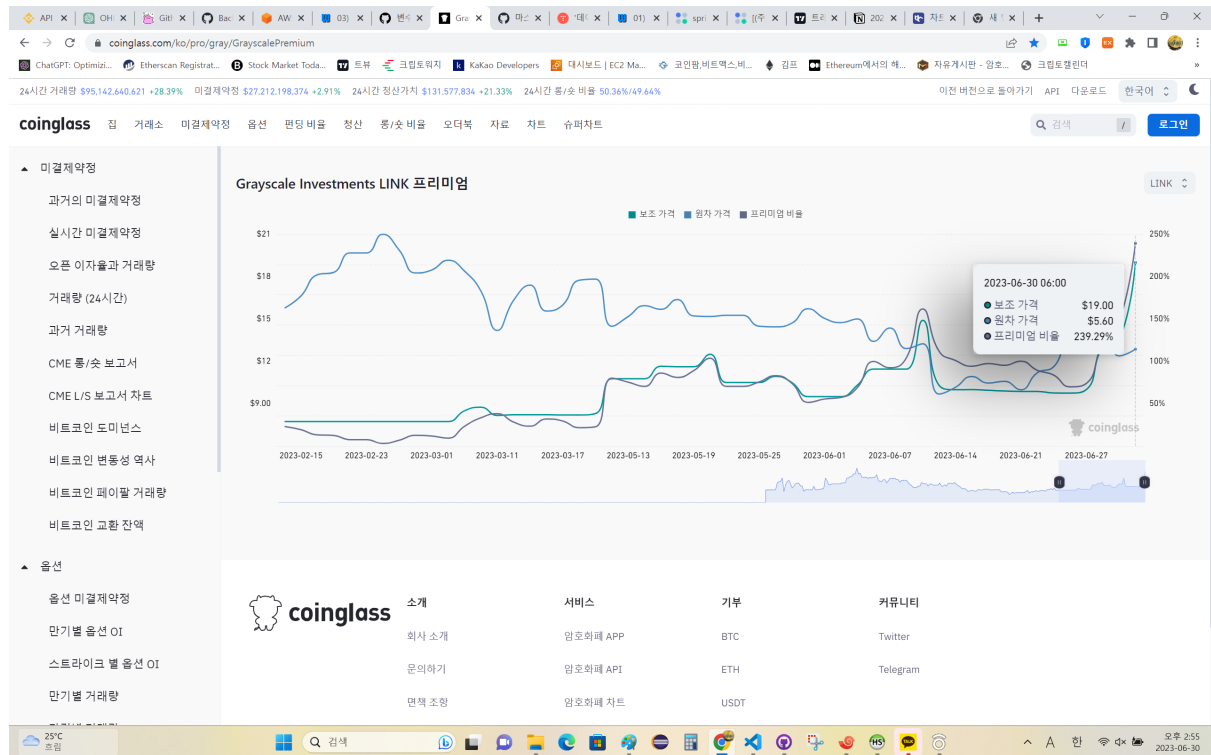 API
OHI
Gitl
Bac
AW
03)
변수
Gra
마스
"데
01)
spri
[(주
트ㄹ
202
차트
새
coinglass.com/ko/pro/gray/GrayscalePremium
ChatGPT: Optimizi... Etherscan Registrat... Stock Market Toda... 트뷰 크립토워치 KaKao Developers 대시보드 | EC2 Ma... 코인팜,비트맥스,비... 김프 Ethereum에서의 해... 자유게시판 - 암호... 크립토캘린더 »
24시간 거래량 $95,142,640,621 +28.39% 미결제약정 $27,212,198,374 +2.91% 24시간 청산가치 $131,577,834 +21.33% 24시간 롱/숏 비율 50.36%/49.64% 이전 버전으로 돌아가기 API 다운로드 한국어
coinglass 집 거래소 미결제약정 옵션 펀딩 비율 청산 롱/숏 비율 오더북 자료 차트 슈퍼차트 검색 / 로그인
미결제약정
과거의 미결제약정
실시간 미결제약정
오픈 이자율과 거래량
거래량 (24시간)
과거 거래량
CME 롱/숏 보고서
CME L/S 보고서 차트
비트코인 도미넌스
비트코인 변동성 역사
비트코인 페이팔 거래량
비트코인 교환 잔액
옵션
옵션 미결제약정
만기별 옵션 OI
스트라이크 별 옵션 OI
만기별 거래량
Grayscale Investments LINK 프리미엄
LINK
보조 가격 원차 가격 프리미엄 비율
$21
$18
$15
$12
$9.00
250%
200%
150%
100%
50%
2023-06-30 06:00
보조 가격 $19.00
원차 가격 $5.60
프리미엄 비율 239.29%
coinglass
2023-02-15 2023-02-23 2023-03-01 2023-03-11 2023-03-17 2023-05-13 2023-05-19 2023-05-25 2023-06-01 2023-06-07 2023-06-14 2023-06-21 2023-06-27
coinglass
소개
회사 소개
문의하기
면책 조항
서비스
암호화폐 APP
암호화폐 API
암호화폐 차트
기부
BTC
ETH
USDT
커뮤니티
Twitter
Telegram
25°C
흐림
검색
A 한
오후 2:55
2023-06-30